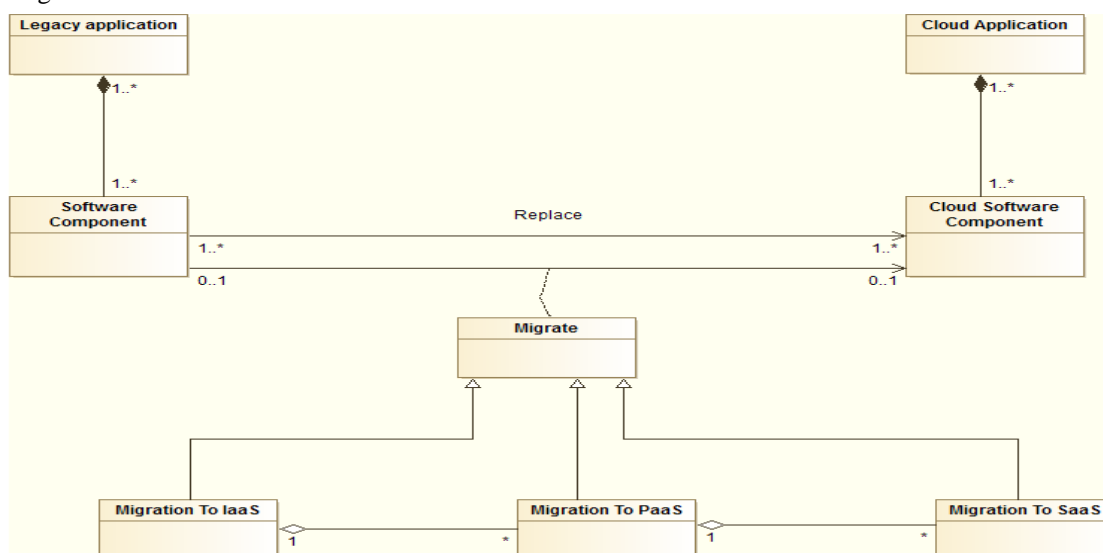 Legacy application
Cloud Application
1..*
1..*
1..*
1..*
Software
Component
Replace
Cloud Software
Component
1..*
1..*
0..1
0..1
Migrate
Migration To IaaS
Migration To PaaS
Migration To SaaS
1
*
1
*